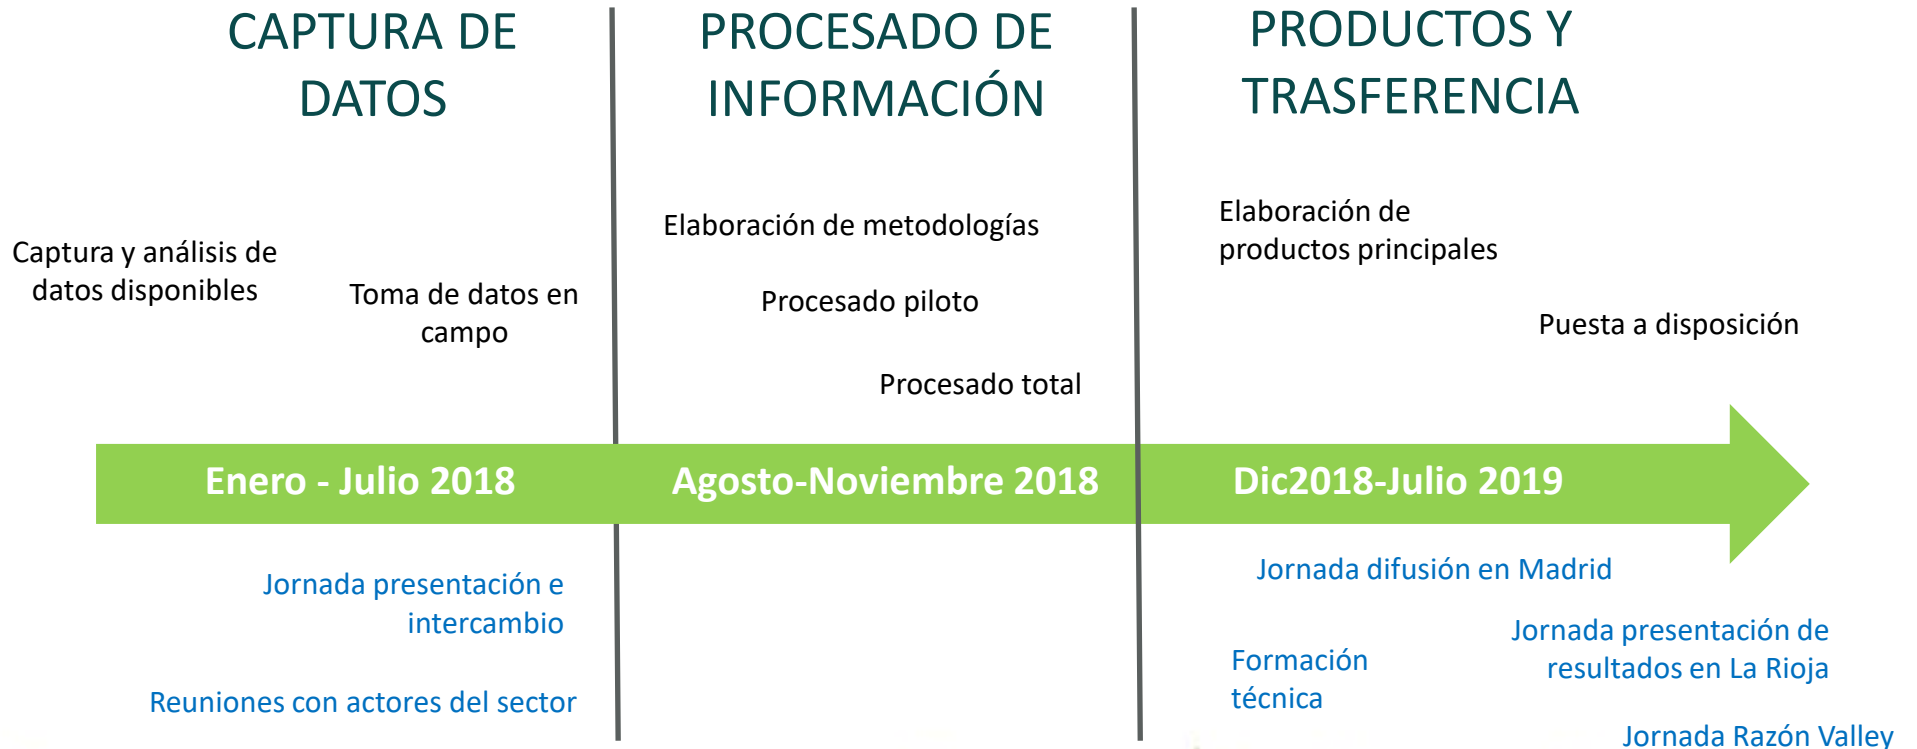 CAPTURA DE
DATOS
Captura y análisis de
datos disponibles
Toma de datos en
campo
PROCESADO DE
INFORMACIÓN
Elaboración de metodologías
Procesado piloto
Procesado total
PRODUCTOS Y
TRASFERENCIA
Elaboración de
productos principales
Puesta a disposición
Enero - Julio 2018
Agosto-Noviembre 2018
Dic2018-Julio 2019
Jornada presentación e
intercambio
Reuniones con actores del sector
Jornada difusión en Madrid
Jornada presentación de
resultados en La Rioja
Formación
técnica
Jornada Razón Valley